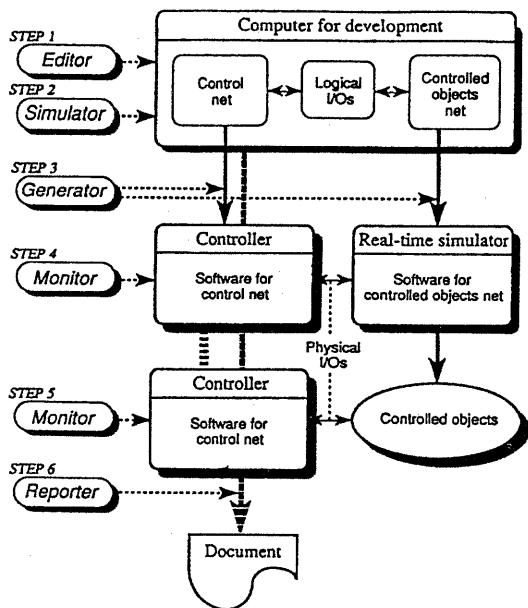 Computer for development
STEP 1
Editor
STEP 2
Simulator
Control
net
Logical
I/Os
Controlled
objects
net
STEP 3
Generator
STEP 4
Monitor
Controller
Software for
control net
Real-time simulator
Software for
controlled objects net
Physical
I/Os
STEP 5
Monitor
Controller
Software for
control net
Controlled objects
STEP 6
Reporter
Document